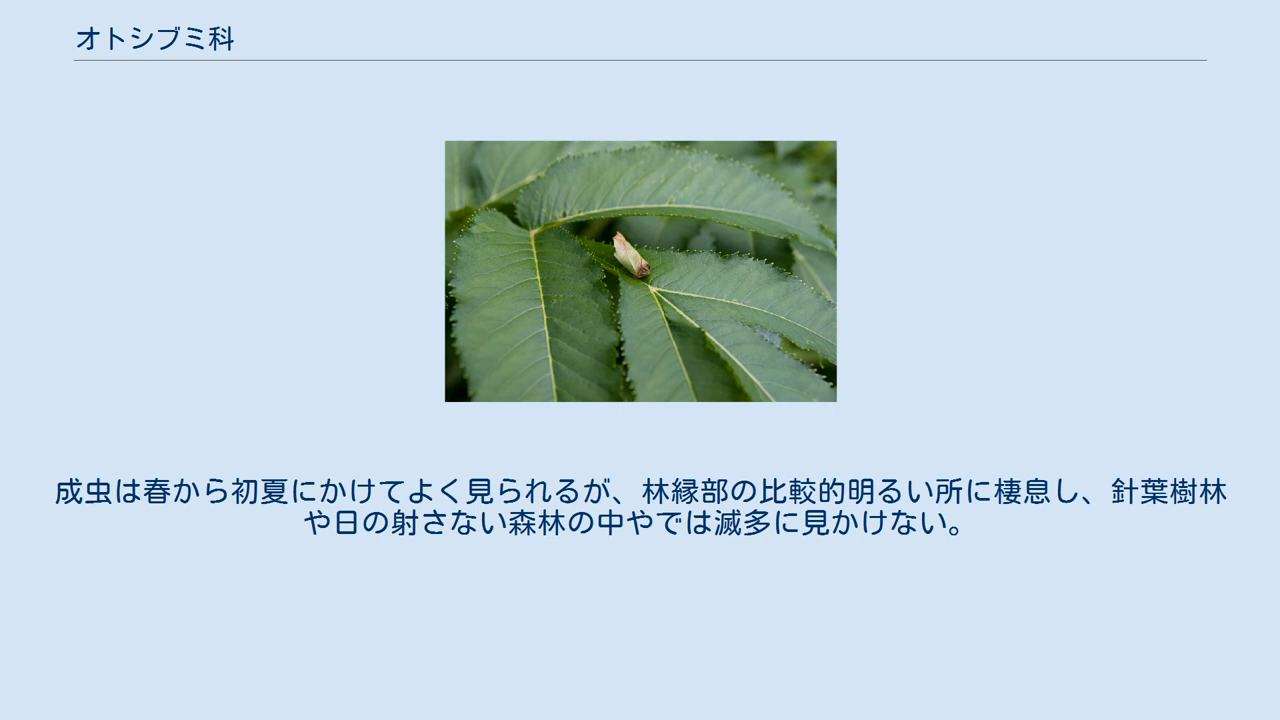 オトシブミ科
成虫は春から初夏にかけてよく見られるが、林縁部の比較的明るい所に棲息し、針葉樹林
や日の射さない森林の中やでは滅多に見かけない。